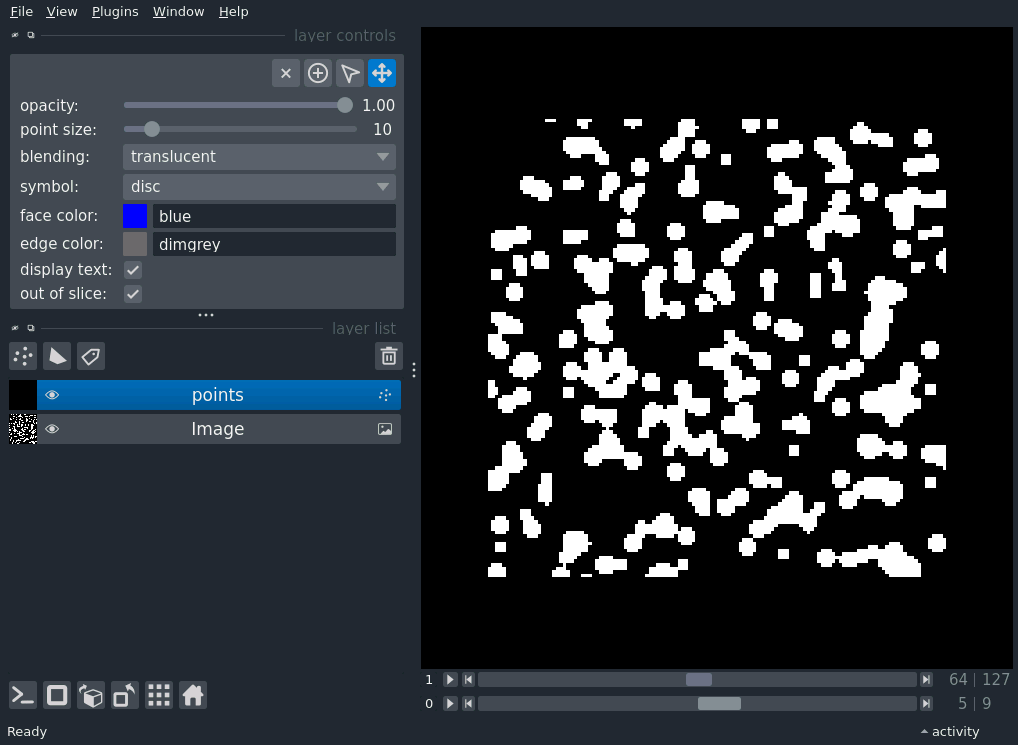 File View Plugins Window Help
layer controls
opacity: 1.00
point size: 10
blending: translucent
symbol: disc
face color: blue
edge color: dimgrey
display text:
out of slice:
layer list
points
Image
1 64 | 127
0 5 | 9
Ready activity